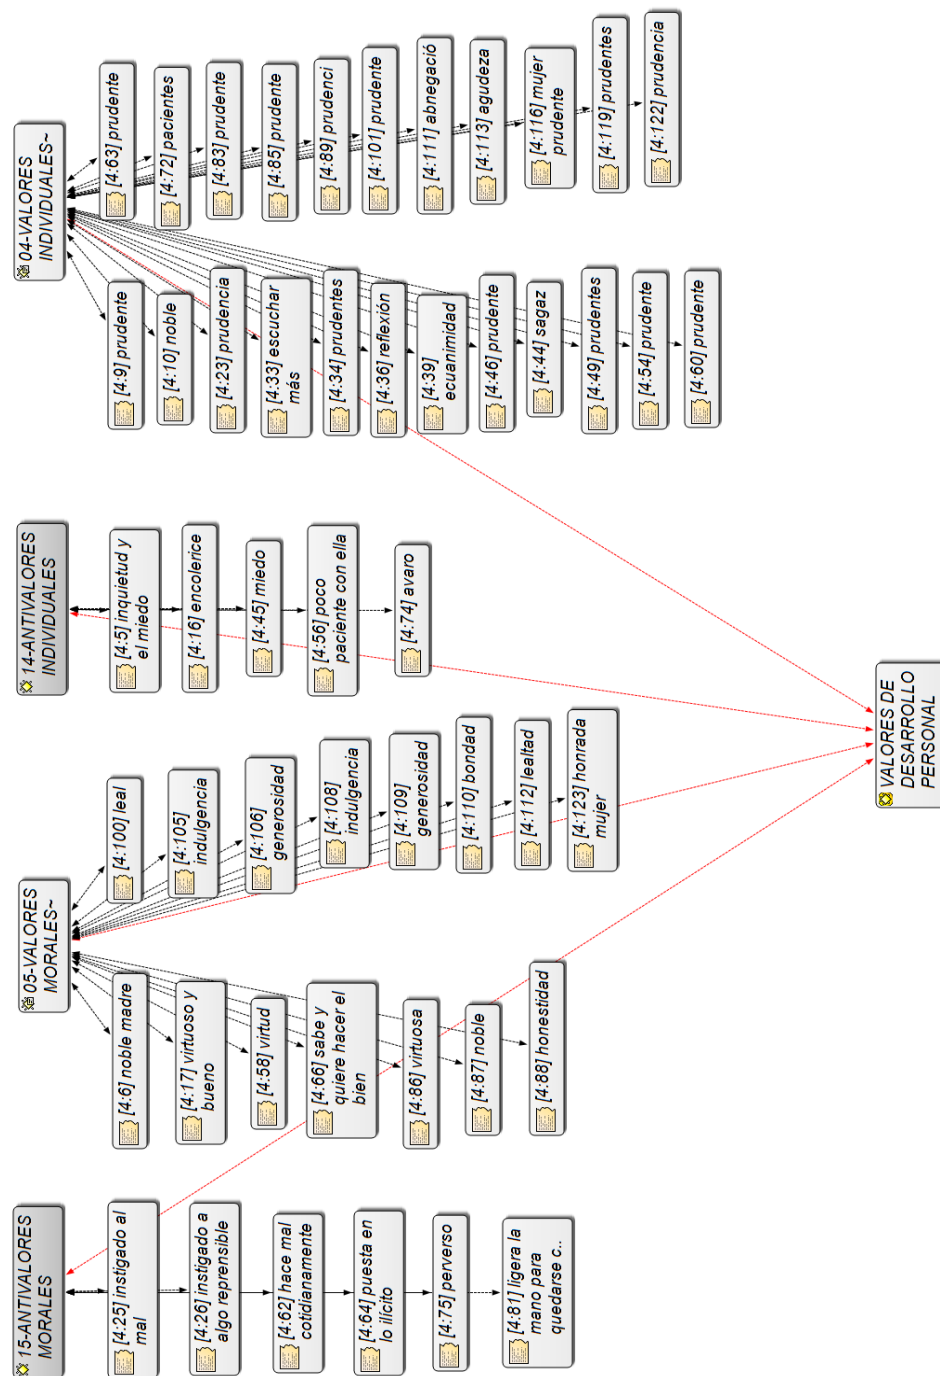 15-ANTIVALORES
MORALES
[4:25] instigado al
mal
[4:26] instigado a
algo reprensible
[4:62] hace mal
cotidianamente
[4:64] puesta en
lo ilícito
[4:75] perverso
[4:81] ligera la
mano para
quedarse c..
05-VALORES
MORALES~
[4:6] noble madre
[4:17] virtuoso y
bueno
[4:58] virtud
[4:66] sabe y
quiere hacer el
bien
[4:86] virtuosa
[4:87] noble
[4:88] honestidad
[4:100] leal
[4:105]
indulgencia
[4:106]
generosidad
[4:108]
indulgencia
[4:109]
generosidad
[4:110] bondad
[4:112] lealtad
[4:123] honrada
mujer
14-ANTIVALORES
INDIVIDUALES
[4:5] inquietud y
el miedo
[4:16] encolerice
[4:45] miedo
[4:56] poco
paciente con ella
[4:74] avaro
04-VALORES
INDIVIDUALES~
[4:9] prudente
[4:10] noble
[4:23] prudencia
[4:33] escuchar
más
[4:34] prudentes
[4:36] reflexión
[4:39]
ecuanimidad
[4:46] prudente
[4:44] sagaz
[4:49] prudentes
[4:54] prudente
[4:60] prudente
[4:63] prudente
[4:72] pacientes
[4:83] prudente
[4:85] prudente
[4:89] prudenci
[4:101] prudente
[4:111] abnegació
[4:113] agudeza
[4:116] mujer
prudente
[4:119] prudentes
[4:122] prudencia
VALORES DE
DESARROLLO
PERSONAL